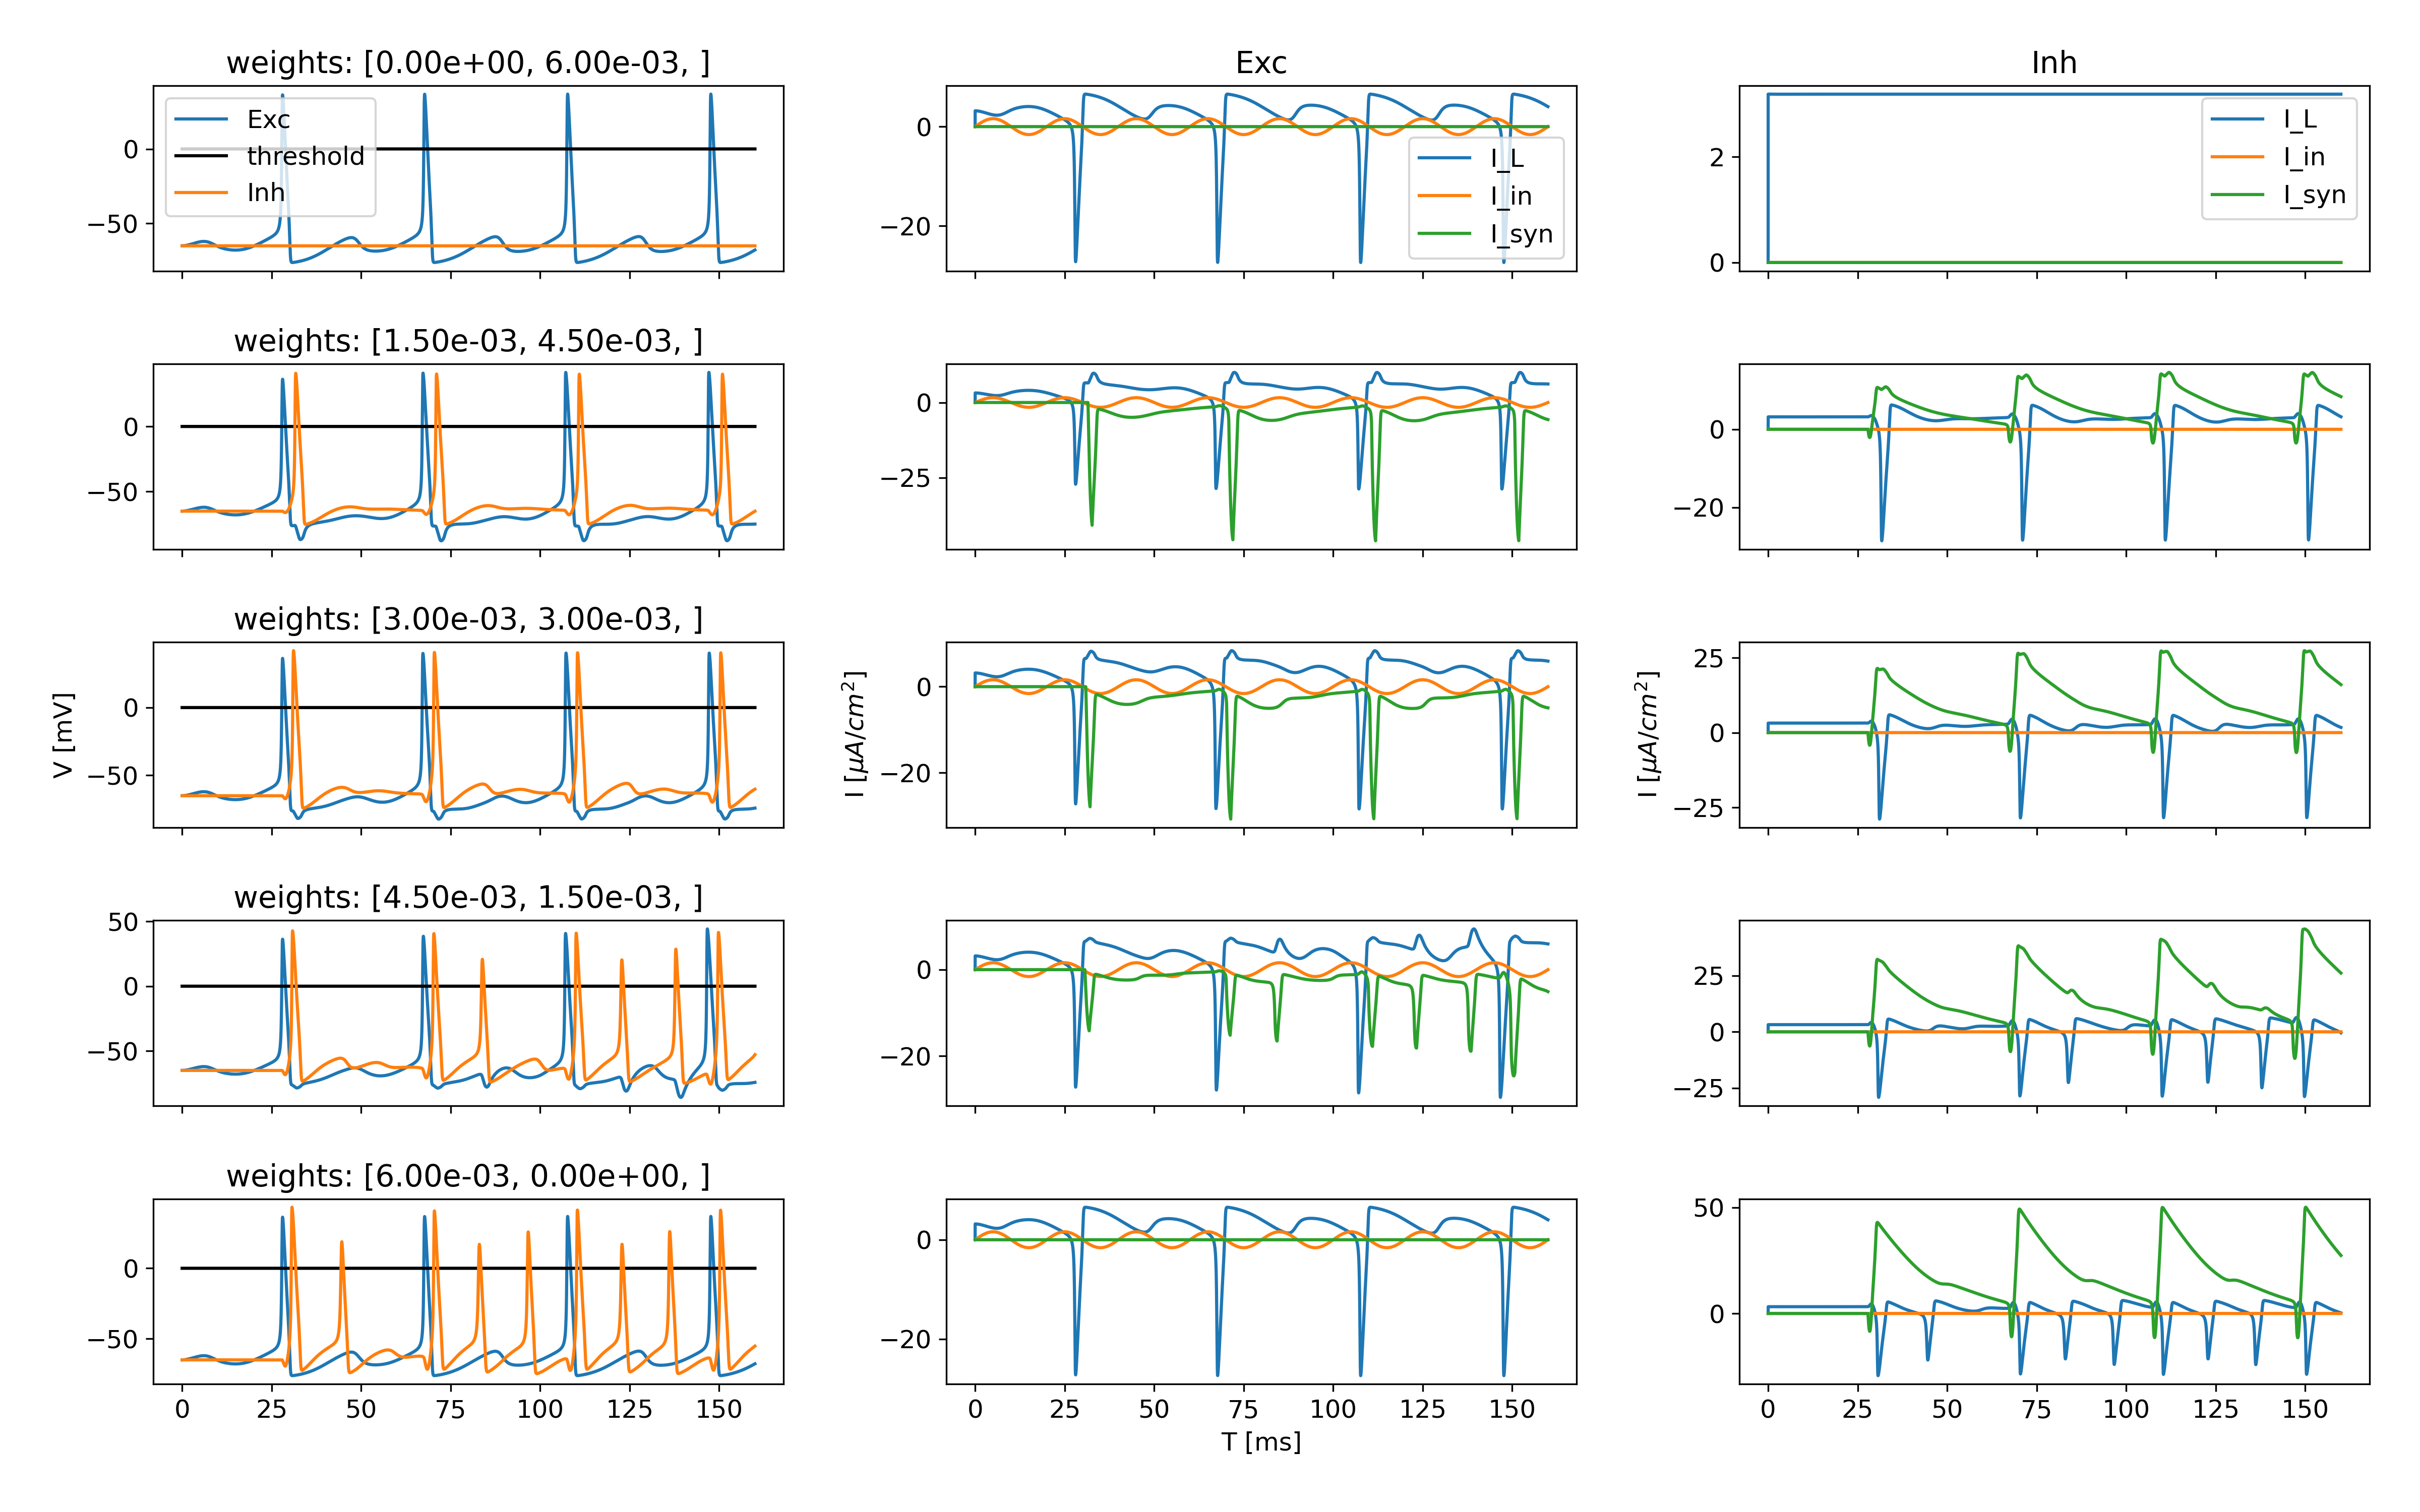 weights: [0.00e+00, 6.00e-03, ]
Exc
Inh
0
−50
Exc
threshold
Inh
0
−20
I_L
I_in
I_syn
2
0
I_L
I_in
I_syn
weights: [1.50e-03, 4.50e-03, ]
0
−50
0
−25
0
−20
weights: [3.00e-03, 3.00e-03, ]
V [mV]
0
−50
I [μA/cm²]
0
−20
I [μA/cm²]
25
0
−25
weights: [4.50e-03, 1.50e-03, ]
50
0
−50
0
−20
25
0
−25
weights: [6.00e-03, 0.00e+00, ]
0
−50
0
−20
50
0
0 25 50 75 100 125 150
0 25 50 75 100 125 150
0 25 50 75 100 125 150
T [ms]